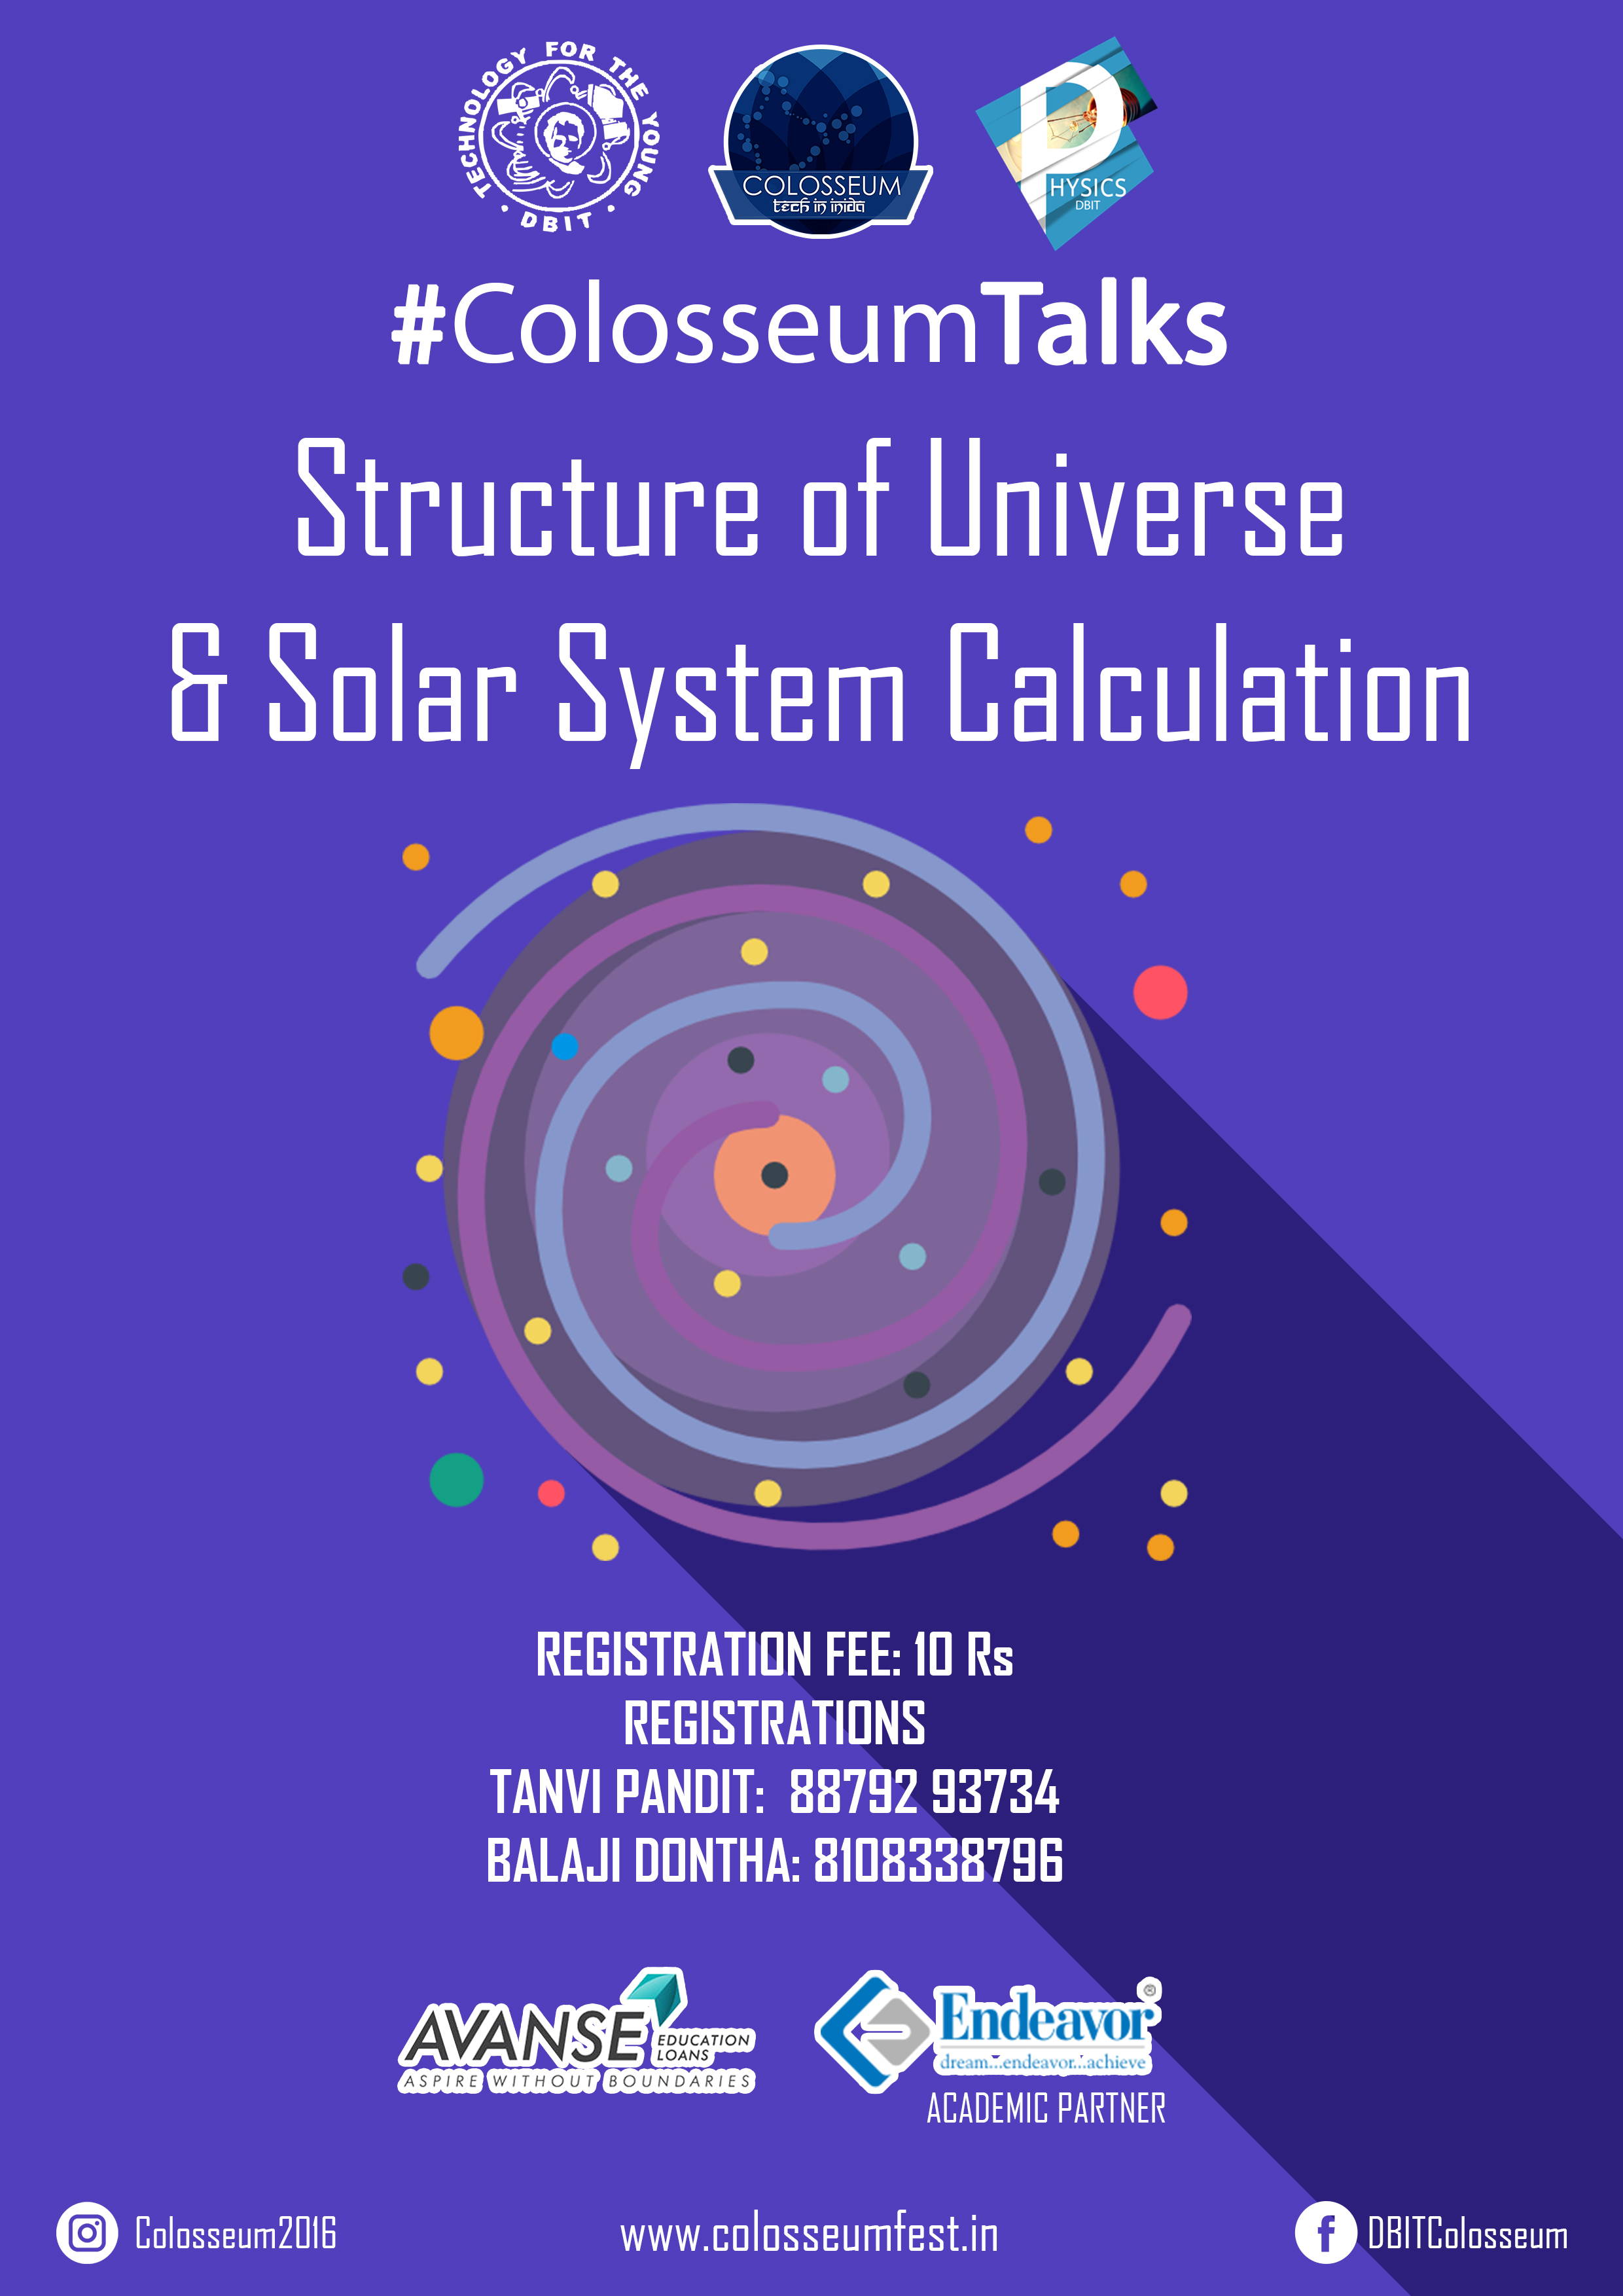 TECHNOLOGY FOR THE YOUNG
• DBIT •
COLOSSEUM
tech in inida
PHYSICS
DBIT
#ColosseumTalks
Structure of Universe
& Solar System Calculation
REGISTRATION FEE: 10 Rs
REGISTRATIONS
TANVI PANDIT: 88792 93734
BALAJI DONTHA: 8108338796
AVANSE EDUCATION
LOANS
ASPIRE WITHOUT BOUNDARIES
Endeavor®
dream...endeavor...achieve
ACADEMIC PARTNER
Colosseum2016
www.colosseumfest.in
DBITColosseum